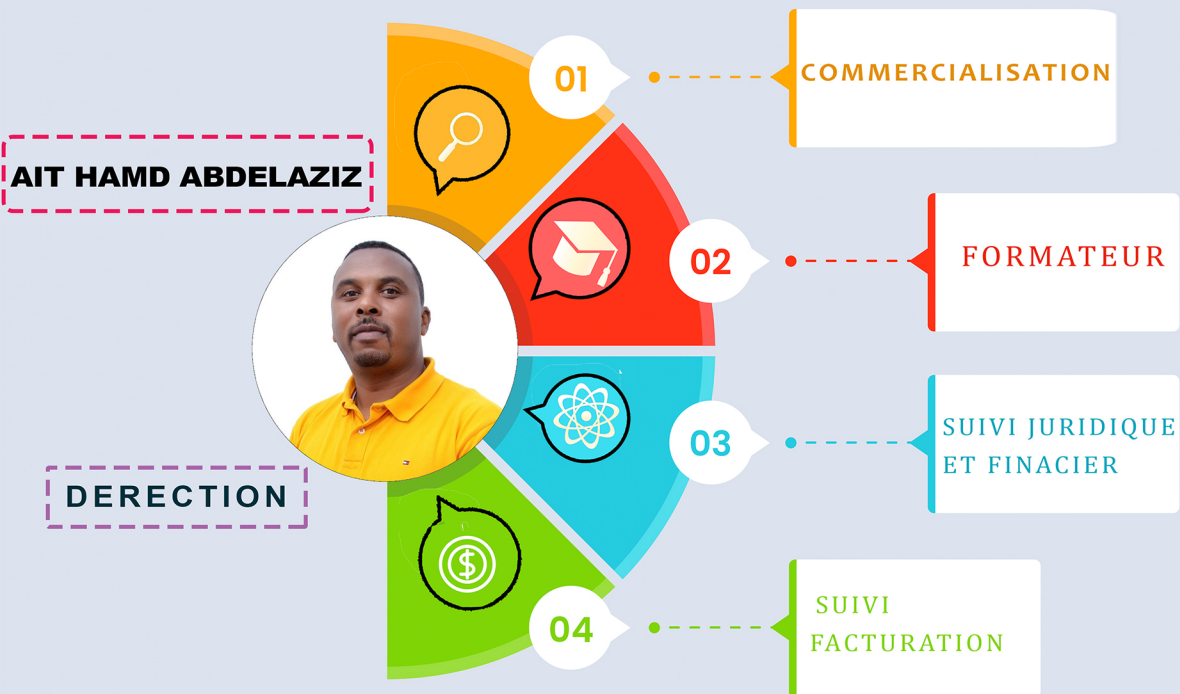 AIT HAMD ABDELAZIZ
DERECTION
01
COMMERCIALISATION
02
FORMATEUR
03
SUIVI JURIDIQUE
ET FINACIER
04
SUIVI
FACTURATION